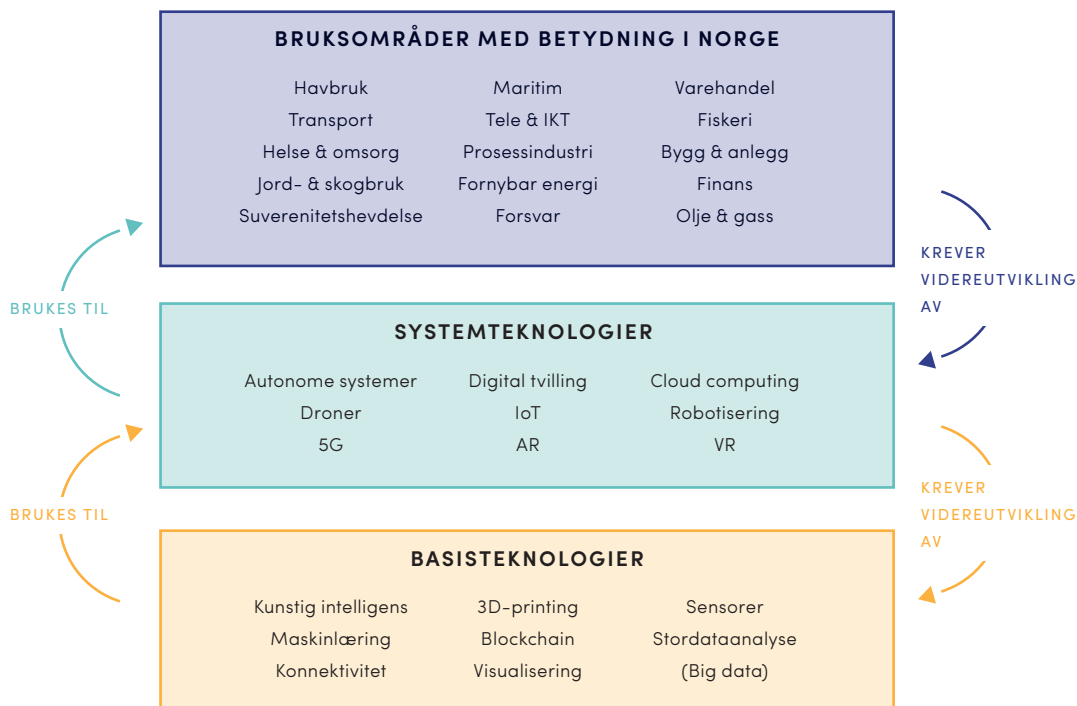 BRUKSOMRÅDER MED BETYDNING I NORGE
Havbruk Maritim Varehandel
Transport Tele & IKT Fiskeri
Helse & omsorg Prosessindustri Bygg & anlegg
Jord- & skogbruk Fornybar energi Finans
Suverenitetshevdelse Forsvar Olje & gass
BRUKES TIL
KREVER
VIDEREUTVIKLING
AV
SYSTEMTEKNOLOGIER
Autonome systemer Digital tvilling Cloud computing
Droner IoT Robotisering
5G AR VR
BRUKES TIL
KREVER
VIDEREUTVIKLING
AV
BASISTEKNOLOGIER
Kunstig intelligens 3D-printing Sensorer
Maskinlæring Blockchain Stordataanalyse
Konnektivitet Visualisering (Big data)